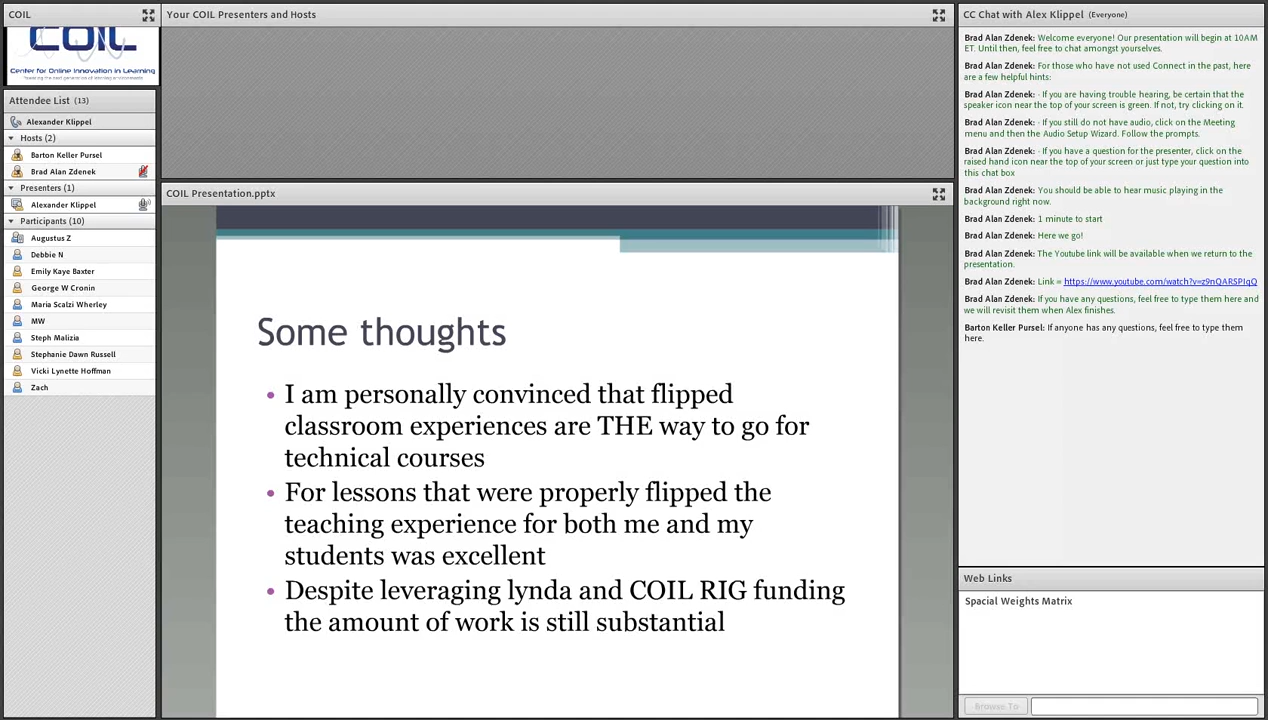 COIL
COIL
Center for Online Innovation in Learning
Attendee List (13)
Alexander Klippel
Hosts (2)
Barton Keller Pursel
Brad Alan Zdenek
Presenters (1)
Alexander Klippel
Participants (10)
Augustus Z
Debbie N
Emily Kaye Baxter
George W Cronin
Maria Scalzi Wherley
MW
Steph Malizia
Stephanie Dawn Russell
Vicki Lynette Hoffman
Zach
Your COIL Presenters and Hosts
COIL Presentation.pptx
Some thoughts
• I am personally convinced that flipped
classroom experiences are THE way to go for
technical courses
• For lessons that were properly flipped the
teaching experience for both me and my
students was excellent
• Despite leveraging lynda and COIL RIG funding
the amount of work is still substantial
CC Chat with Alex Klippel (Everyone)
Brad Alan Zdenek: Welcome everyone! Our presentation will begin at 10AM
ET. Until then, feel free to chat amongst yourselves.
Brad Alan Zdenek: For those who have not used Connect in the past, here
are a few helpful hints:
Brad Alan Zdenek: · If you are having trouble hearing, be certain that the
speaker icon near the top of your screen is green. If not, try clicking on it.
Brad Alan Zdenek: · If you still do not have audio, click on the Meeting
menu and then the Audio Setup Wizard. Follow the prompts.
Brad Alan Zdenek: · If you have a question for the presenter, click on the
raised hand icon near the top of your screen or just type your question into
this chat box
Brad Alan Zdenek: You should be able to hear music playing in the
background right now.
Brad Alan Zdenek: 1 minute to start
Brad Alan Zdenek: Here we go!
Brad Alan Zdenek: The Youtube link will be available when we return to the
presentation.
Brad Alan Zdenek: Link = https://www.youtube.com/watch?v=z9nQARSPIqQ
Brad Alan Zdenek: If you have any questions, feel free to type them here and
we will revisit them when Alex finishes.
Barton Keller Pursel: If anyone has any questions, feel free to type them
here.
Web Links
Spacial Weights Matrix
Browse To